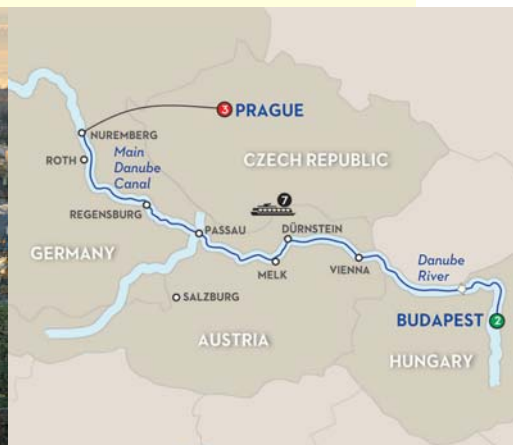 3 PRAGUE
NUREMBERG
ROTH
Main
Danube
Canal
CZECH REPUBLIC
REGENSBURG
7
PASSAU
DÜRNSTEIN
GERMANY
MELK
VIENNA
Danube
River
SALZBURG
BUDAPEST 2
AUSTRIA
HUNGARY